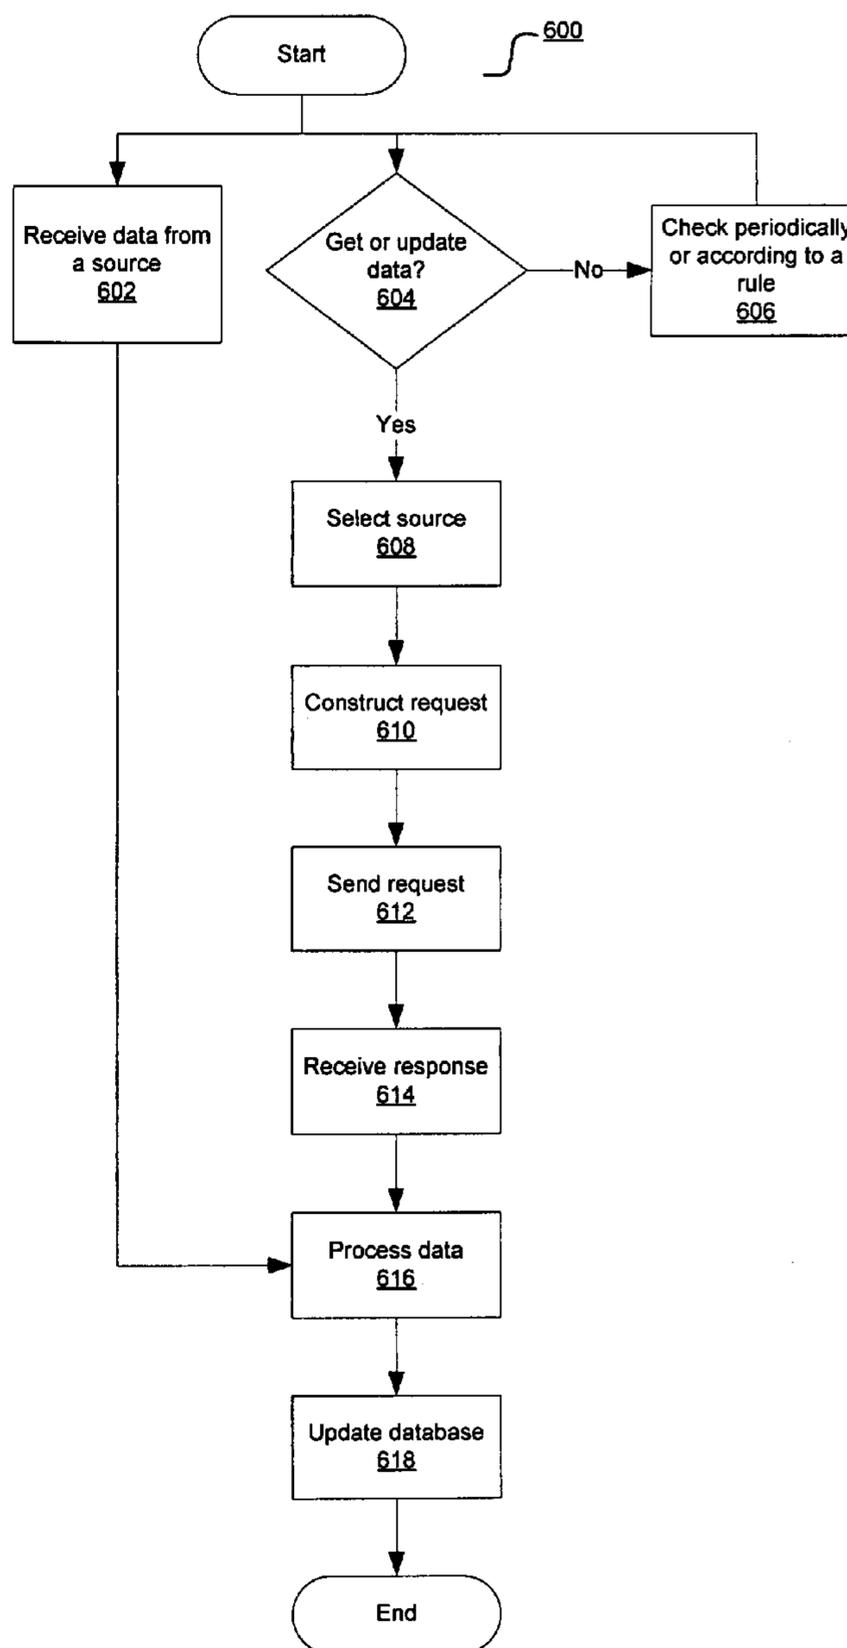 Start
600
Receive data from
a source
602
Get or update
data?
604
No
Check periodically
or according to a
rule
606
Yes
Select source
608
Construct request
610
Send request
612
Receive response
614
Process data
616
Update database
618
End